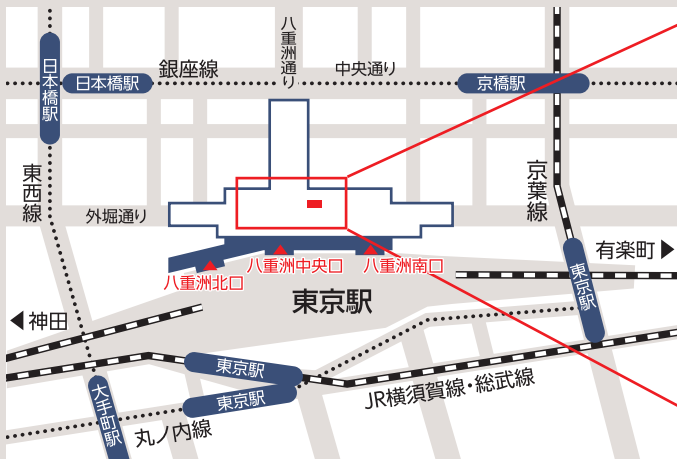 八重洲通り
日本橋駅
日本橋駅
銀座線
中央通り
京橋駅
東西線
外堀通り
京葉線
有楽町
八重洲北口
八重洲中央口
八重洲南口
東京駅
東京駅
神田
東京駅
東京駅
大手町駅
丸ノ内線
JR横須賀線・総武線